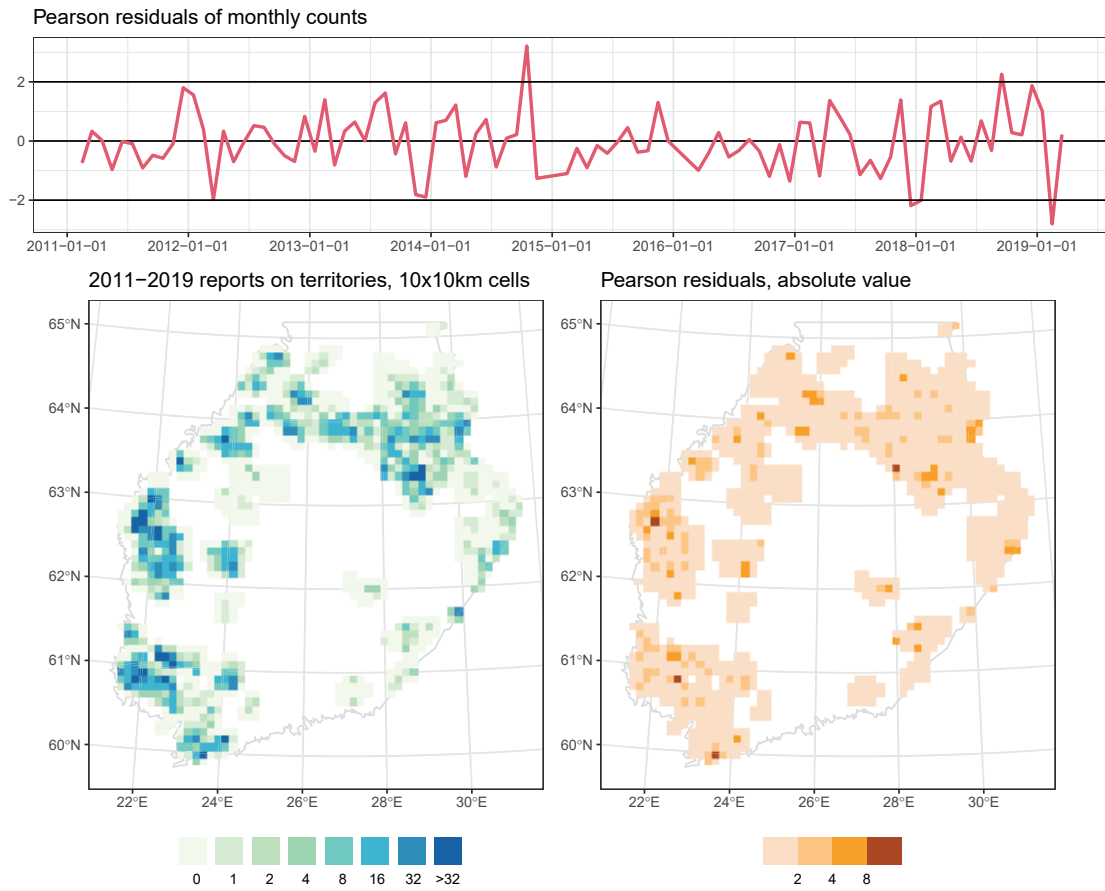 Pearson residuals of monthly counts
2
0
−2
2011−01−01 2012−01−01 2013−01−01 2014−01−01 2015−01−01 2016−01−01 2017−01−01 2018−01−01 2019−01−01
2011−2019 reports on territories, 10x10km cells
65°N
64°N
63°N
62°N
61°N
60°N
22°E 24°E 26°E 28°E 30°E
0 1 2 4 8 16 32 >32
Pearson residuals, absolute value
65°N
64°N
63°N
62°N
61°N
60°N
22°E 24°E 26°E 28°E 30°E
2 4 8